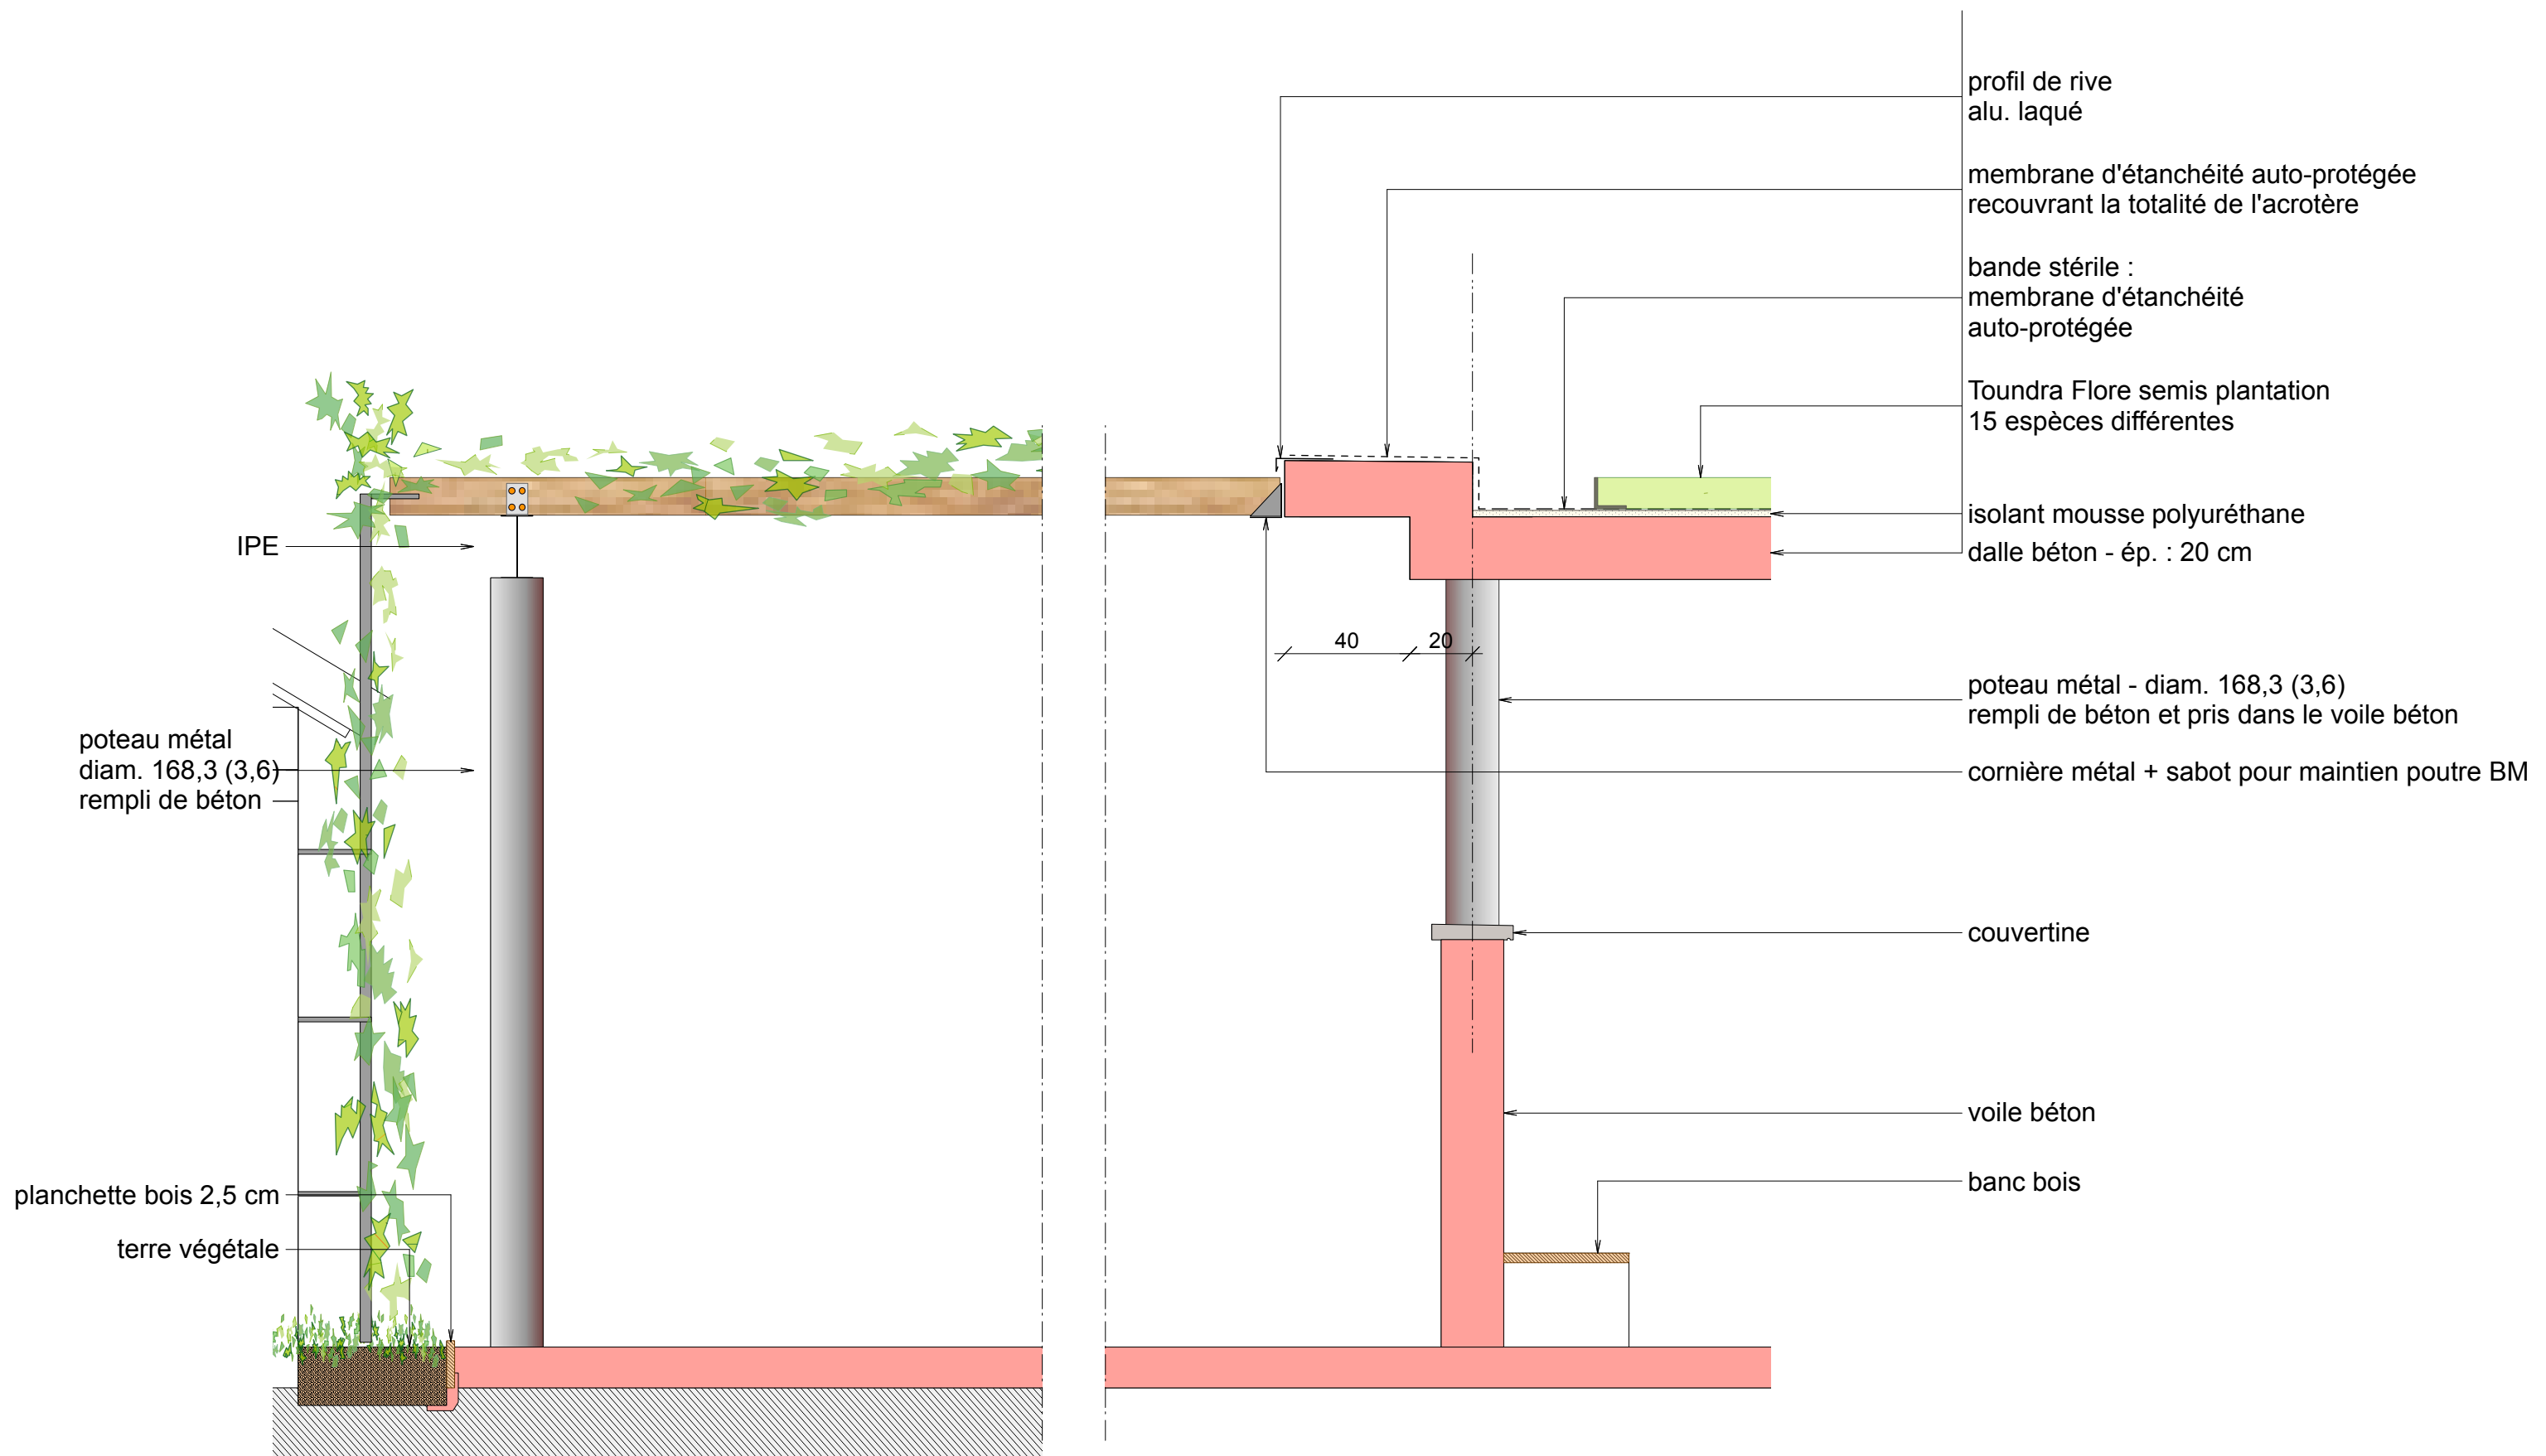 profil de rive
alu. laqué
membrane d'étanchéité auto-protégée
recouvrant la totalité de l'acrotère
bande stérile :
membrane d'étanchéité
auto-protégée
Toundra Flore semis plantation
15 espèces différentes
isolant mousse polyuréthane
dalle béton - ép. : 20 cm
IPE
40
20
poteau métal - diam. 168,3 (3,6)
rempli de béton et pris dans le voile béton
poteau métal
diam. 168,3 (3,6)
rempli de béton
cornière métal + sabot pour maintien poutre BM
couvertine
voile béton
banc bois
planchette bois 2,5 cm
terre végétale